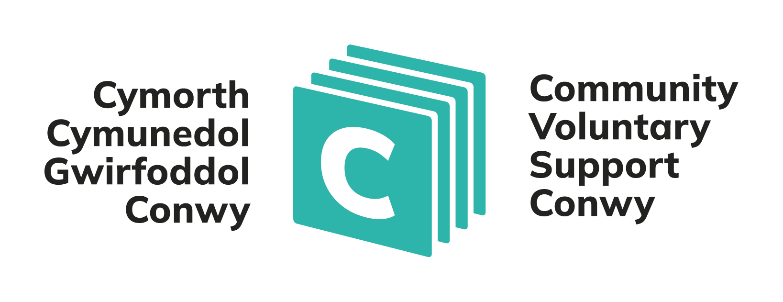 Cymorth
Cymunedol
Gwirfoddol
Conwy
C
Community
Voluntary
Support
Conwy